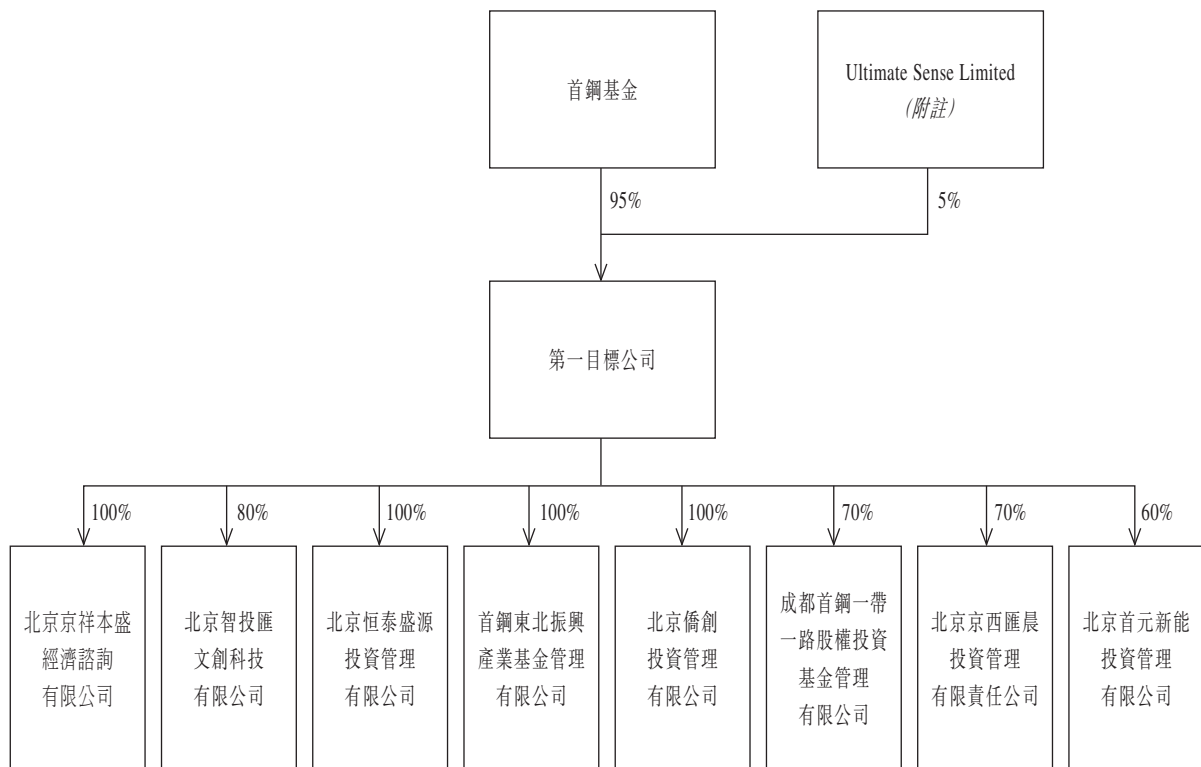 首鋼基金
Ultimate Sense Limited
(附註)
95%
5%
第一目標公司
100%
80%
100%
100%
100%
70%
70%
60%
北京京祥本盛
經濟諮詢
有限公司
北京智投匯
文創科技
有限公司
北京恒泰盛源
投資管理
有限公司
首鋼東北振興
產業基金管理
有限公司
北京僑創
投資管理
有限公司
成都首鋼一帶
一路股權投資
基金管理
有限公司
北京京西匯晨
投資管理
有限責任公司
北京首元新能
投資管理
有限公司